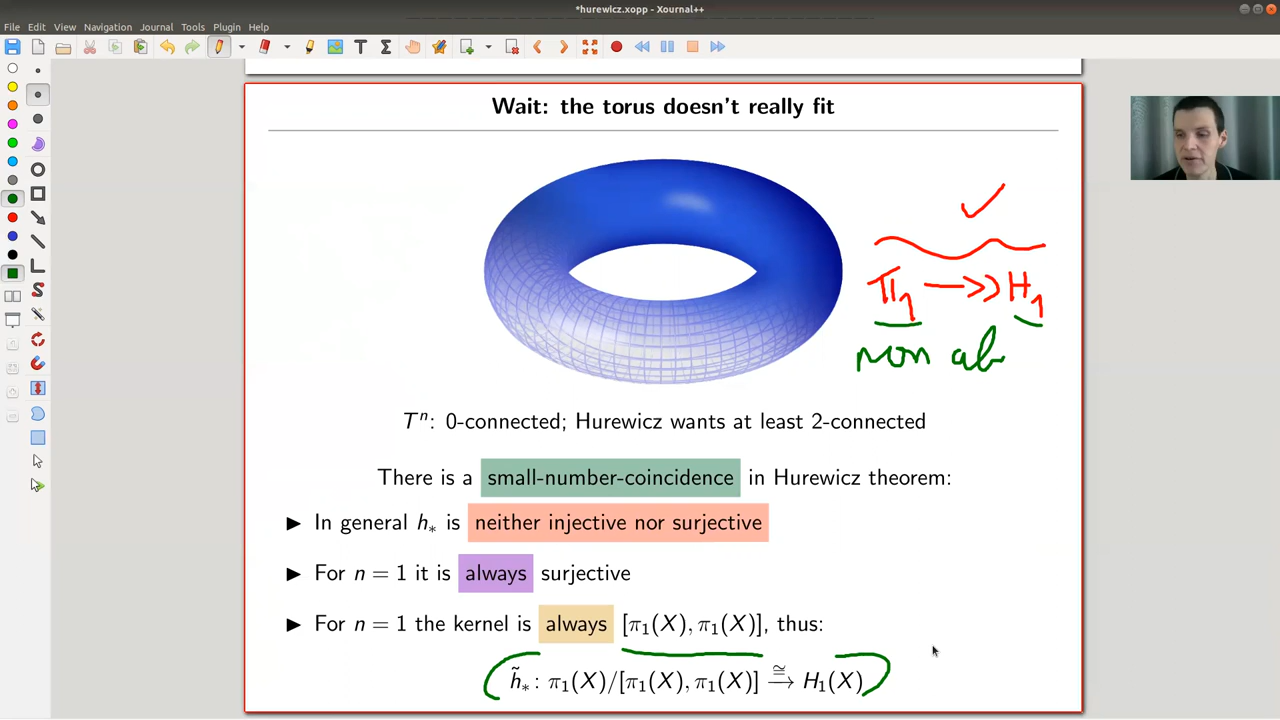 *hurewicz.xopp - Xournal++
File Edit View Navigation Journal Tools Plugin Help
Wait: the torus doesn't really fit
π₁ ↠ H₁
non ab
Tⁿ: 0-connected; Hurewicz wants at least 2-connected
There is a small-number-coincidence in Hurewicz theorem:
▶ In general h∗ is neither injective nor surjective
▶ For n = 1 it is always surjective
▶ For n = 1 the kernel is always [π₁(X), π₁(X)], thus:
h̃∗: π₁(X)/[π₁(X), π₁(X)] ≅→ H₁(X)